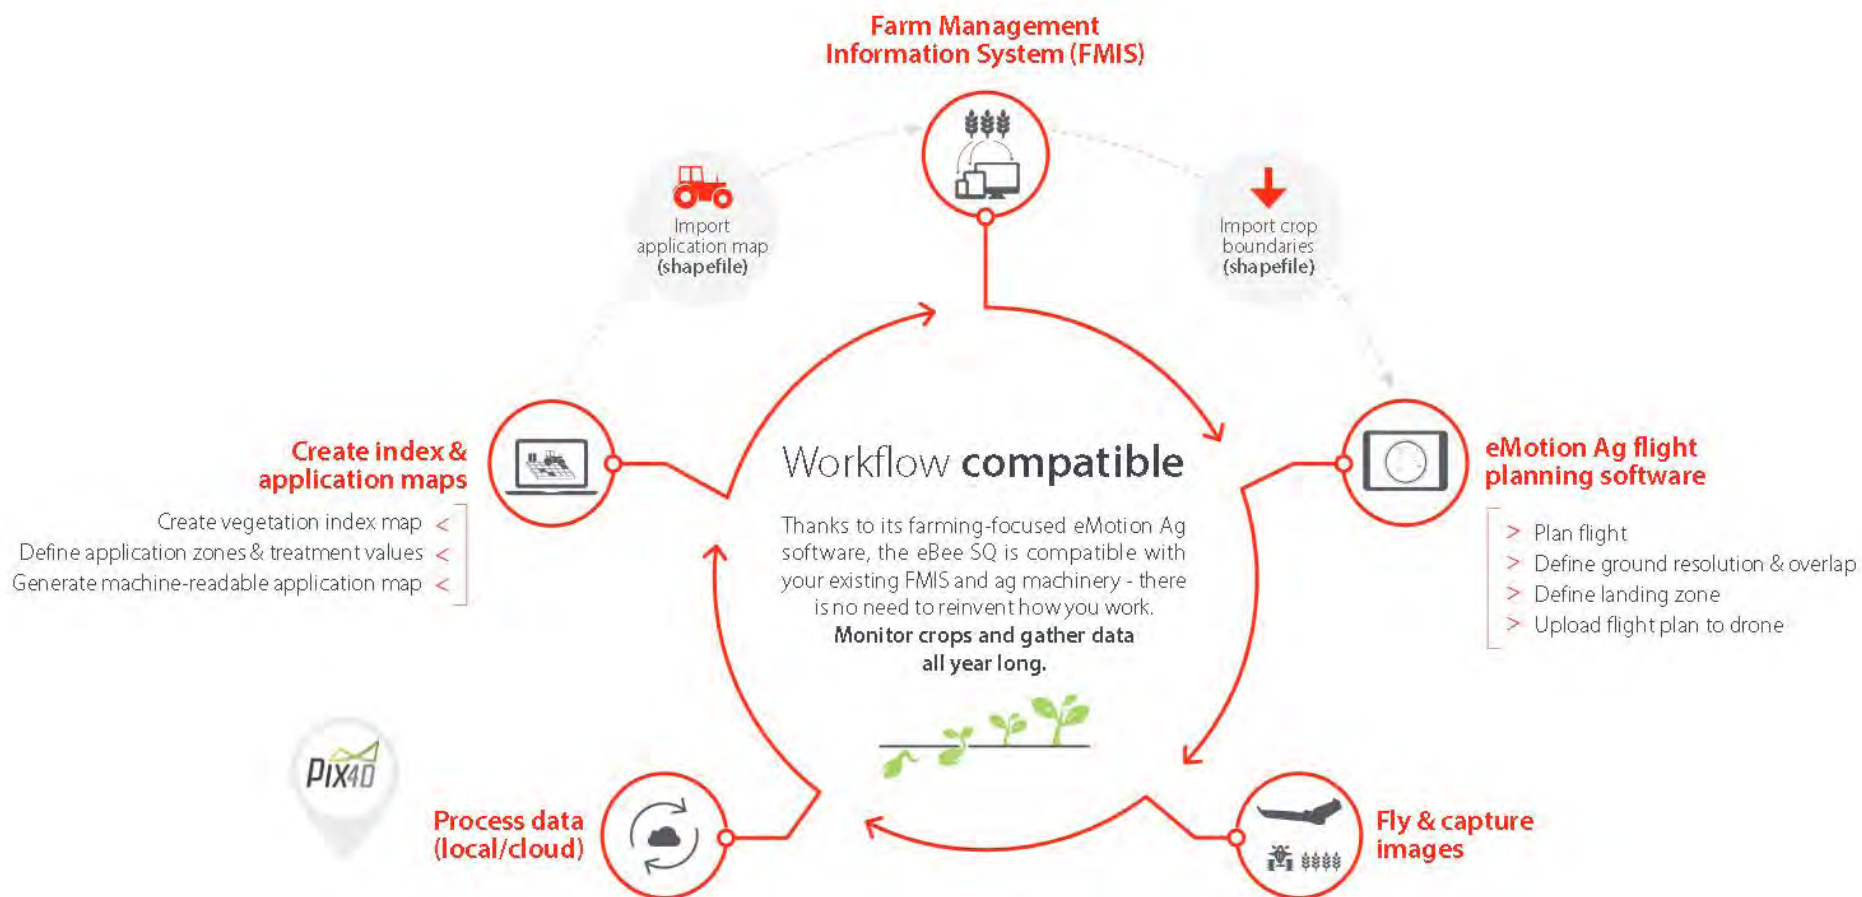 Farm Management
Information System (FMIS)
Import
application map
(shapefile)
Import crop
boundaries
(shapefile)
Create index &
application maps
Create vegetation index map <
Define application zones & treatment values <
Generate machine-readable application map <
Workflow compatible
Thanks to its farming-focused eMotion Ag
software, the eBee SQ is compatible with
your existing FMIS and ag machinery - there
is no need to reinvent how you work.
Monitor crops and gather data
all year long.
eMotion Ag flight
planning software
> Plan flight
> Define ground resolution & overlap
> Define landing zone
> Upload flight plan to drone
PIX4D
Process data
(local/cloud)
Fly & capture
images